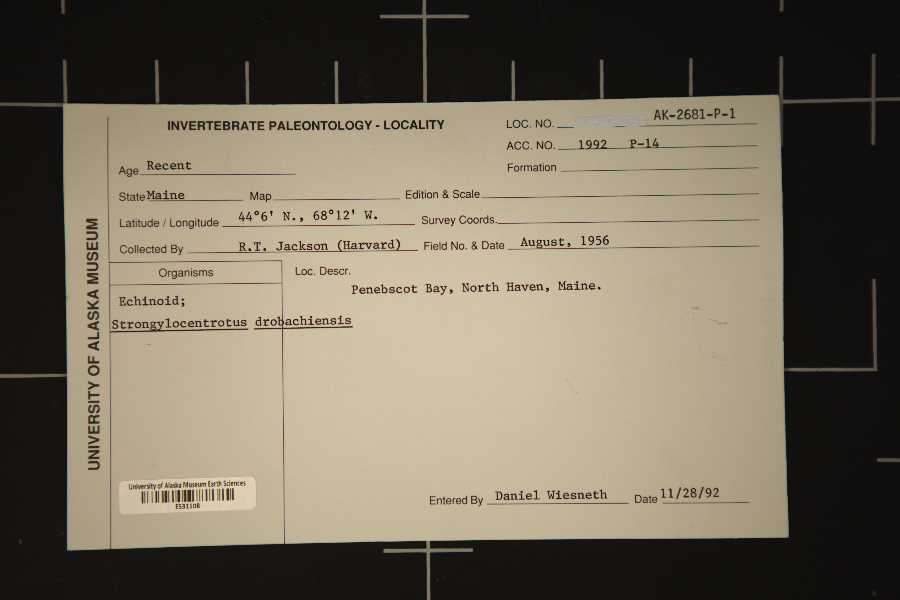 INVERTEBRATE PALEONTOLOGY - LOCALITY
LOC. NO. AK-2681-P-1
ACC. NO. 1992 P-14
Age Recent
Formation
State Maine Map Edition & Scale
Latitude / Longitude 44°6' N., 68°12' W. Survey Coords.
Collected By R.T. Jackson (Harvard) Field No. & Date August, 1956
Organisms
Loc. Descr.
Penebscot Bay, North Haven, Maine.
Echinoid;
Strongylocentrotus drobachiensis
UNIVERSITY OF ALASKA MUSEUM
University of Alaska Museum Earth Sciences
ES31108
Entered By Daniel Wiesneth Date 11/28/92